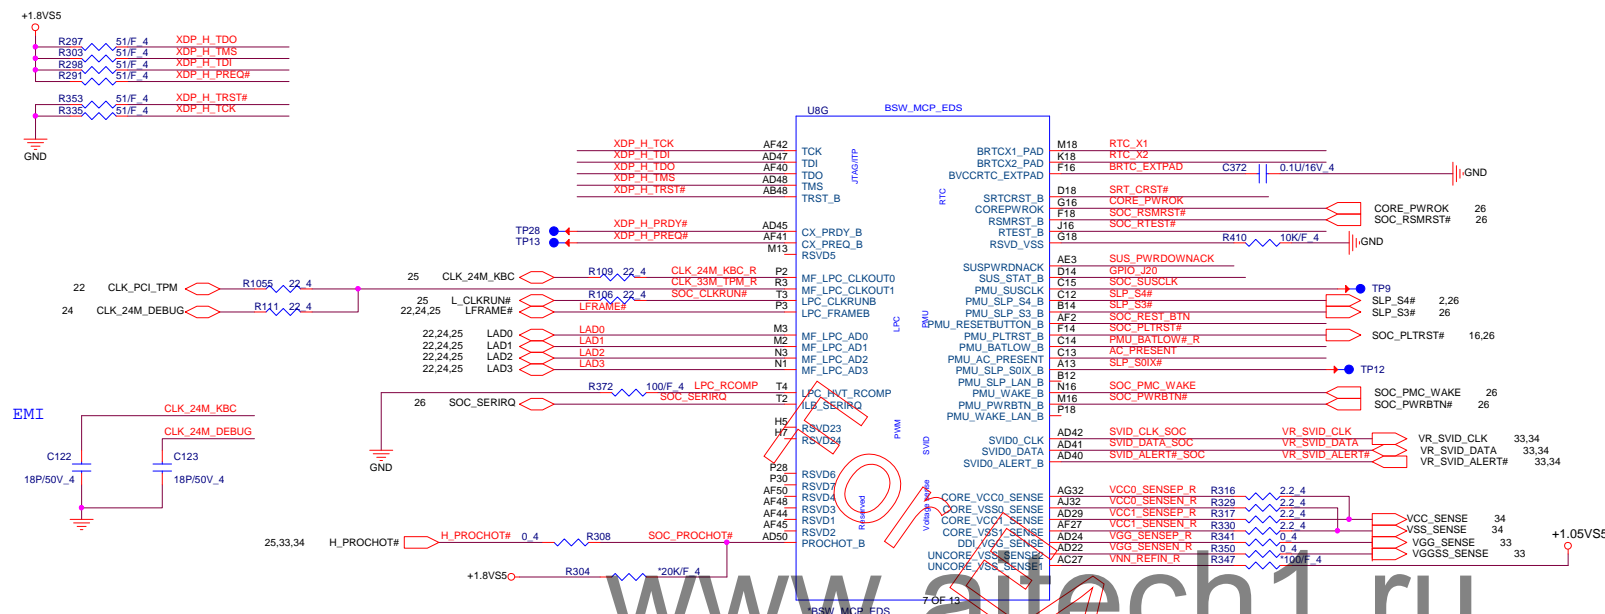 +1.8VS5
R297 51/F_4 XDP_H_TDO
R303 51/F_4 XDP_H_TMS
R298 51/F_4 XDP_H_TDI
R291 51/F_4 XDP_H_PREQ#
R353 51/F_4 XDP_H_TRST#
R335 51/F_4 XDP_H_TCK
GND
U8G BSW_MCP_EDS
XDP_H_TCK AF42 TCK
XDP_H_TDI AD47 TDI
XDP_H_TDO AF40 TDO
XDP_H_TMS AD48 TMS
XDP_H_TRST# AB48 TRST_B
JTAG/ITP
TP28 XDP_H_PRDY# AD45 CX_PRDY_B
TP13 XDP_H_PREQ# AF41 CX_PREQ_B
M13 RSVD5
25 CLK_24M_KBC R109 22_4 CLK_24M_KBC_R P2 MF_LPC_CLKOUT0
22 CLK_PCI_TPM R1055 22_4 CLK_33M_TPM_R R3 MF_LPC_CLKOUT1
25 L_CLKRUN# R106 22_4 SOC_CLKRUN# T3 LPC_CLKRUNB
24 CLK_24M_DEBUG R111 22_4
22,24,25 LFRAME# LFRAME# P3 LPC_FRAMEB
22,24,25 LAD0 LAD0 M3 MF_LPC_AD0
22,24,25 LAD1 LAD1 M2 MF_LPC_AD1
22,24,25 LAD2 LAD2 N3 MF_LPC_AD2
22,24,25 LAD3 LAD3 N1 MF_LPC_AD3
LPC
R372 100/F_4 LPC_RCOMP T4 LPC_HVT_RCOMP
26 SOC_SERIRQ SOC_SERIRQ T2 ILB_SERIRQ
GND
H5 RSVD23
H7 RSVD24
P28 RSVD6
P30 RSVD7
AF50 RSVD4
AF48 RSVD3
AF44 RSVD1
AF45 RSVD2
Reserved
25,33,34 H_PROCHOT# H_PROCHOT# 0_4 R308 SOC_PROCHOT# AD50 PROCHOT_B
+1.8VS5 R304 *20K/F_4
EMI
CLK_24M_KBC
CLK_24M_DEBUG
C122
18P/50V_4
C123
18P/50V_4
BRTCX1_PAD M18 RTC_X1
BRTCX2_PAD K18 RTC_X2
BVCCRTC_EXTPAD F16 BRTC_EXTPAD C372 0.1U/16V_4 GND
RTC
SRTCRST_B D18 SRT_CRST#
COREPWROK G16 CORE_PWROK CORE_PWROK 26
RSMRST_B F18 SOC_RSMRST# SOC_RSMRST# 26
RTEST_B J16 SOC_RTEST#
RSVD_VSS G18 R410 10K/F_4 GND
SUSPWRDNACK AE3 SUS_PWRDOWNACK
SUS_STAT_B D14 GPIO_J20
PMU_SUSCLK C15 SOC_SUSCLK TP9
PMU_SLP_S4_B C12 SLP_S4# SLP_S4# 2,26
PMU_SLP_S3_B B14 SLP_S3# SLP_S3# 26
PMU_RESETBUTTON_B AF2 SOC_REST_BTN
PMU_PLTRST_B F14 SOC_PLTRST# SOC_PLTRST# 16,26
PMU_BATLOW_B C14 PMU_BATLOW#_R
PMU_AC_PRESENT C13 AC_PRESENT
PMU_SLP_S0IX_B A13 SLP_S0IX# TP12
PMU_SLP_LAN_B B12
PMU_WAKE_B N16 SOC_PMC_WAKE SOC_PMC_WAKE 26
PMU_PWRBTN_B M16 SOC_PWRBTN# SOC_PWRBTN# 26
PMU_WAKE_LAN_B P18
PMU
PWM
SVID0_CLK AD42 SVID_CLK_SOC VR_SVID_CLK VR_SVID_CLK 33,34
SVID0_DATA AD41 SVID_DATA_SOC VR_SVID_DATA VR_SVID_DATA 33,34
SVID0_ALERT_B AD40 SVID_ALERT#_SOC VR_SVID_ALERT# VR_SVID_ALERT# 33,34
SVID
CORE_VCC0_SENSE AG32 VCC0_SENSEP_R R316 2.2_4
CORE_VSS0_SENSE AJ32 VCC0_SENSEN_R R329 2.2_4
CORE_VCC1_SENSE AD29 VCC1_SENSEP_R R317 2.2_4 VCC_SENSE 34
CORE_VSS1_SENSE AF27 VCC1_SENSEN_R R330 2.2_4 VSS_SENSE 34
DDI_VGG_SENSE AD24 VGG_SENSEP_R R341 0_4 VGG_SENSE 33
UNCORE_VSS_SENSE2 AD22 VGG_SENSEN_R R350 0_4 VGGSS_SENSE 33
UNCORE_VSS_SENSE1 AC27 VNN_REFIN_R R347 *100/F_4 +1.05VS5
Voltage sense
7 OF 13
*BSW_MCP_EDS
www.aitech1.ru